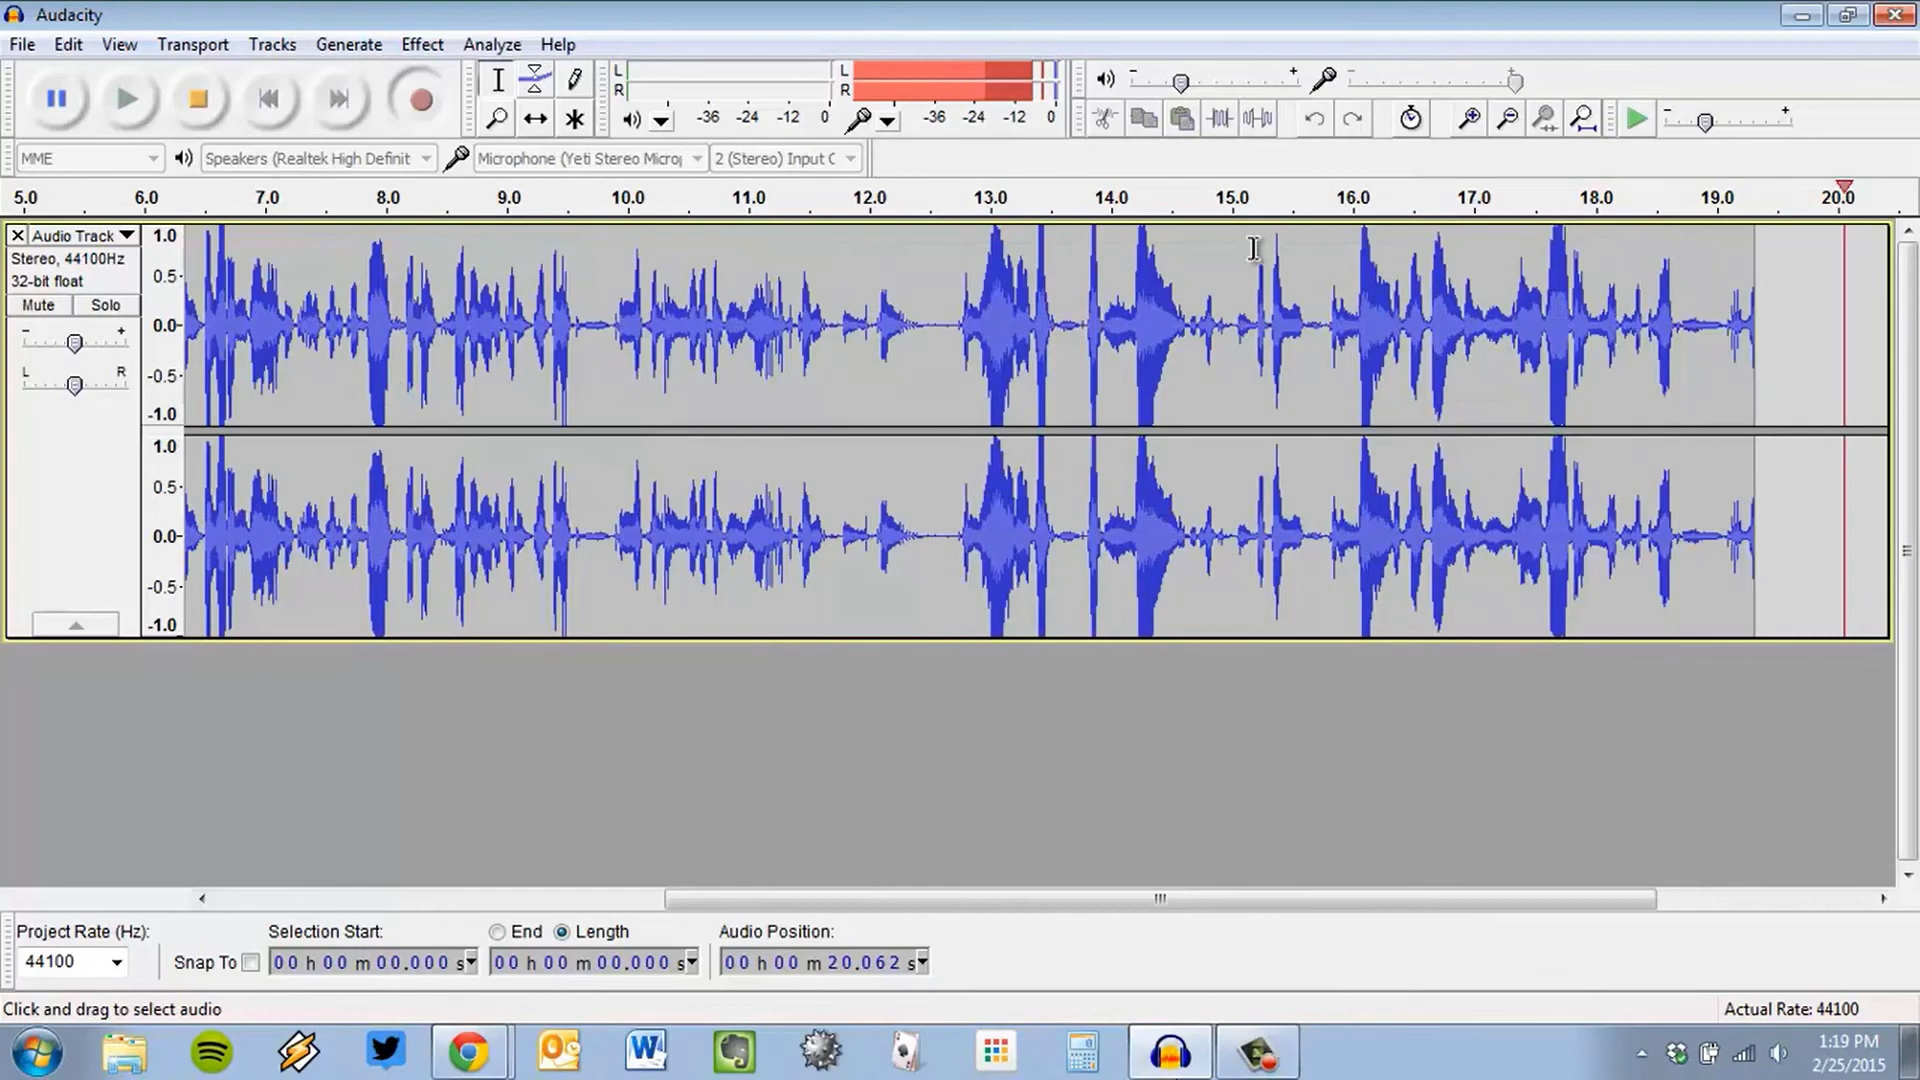 Audacity
File Edit View Transport Tracks Generate Effect Analyze Help
L
R
-36 -24 -12 0
L
R
-36 -24 -12 0
- +
- +
MME
Speakers (Realtek High Definit
Microphone (Yeti Stereo Microp
2 (Stereo) Input C
5.0 6.0 7.0 8.0 9.0 10.0 11.0 12.0 13.0 14.0 15.0 16.0 17.0 18.0 19.0 20.0
Audio Track
Stereo, 44100Hz
32-bit float
Mute Solo
- +
L R
1.0
0.5
0.0
-0.5
-1.0
1.0
0.5
0.0
-0.5
-1.0
Project Rate (Hz):
44100
Snap To
Selection Start:
00 h 00 m 00.000 s
End Length
00 h 00 m 00.000 s
Audio Position:
00 h 00 m 20.062 s
Click and drag to select audio
Actual Rate: 44100
1:19 PM
2/25/2015